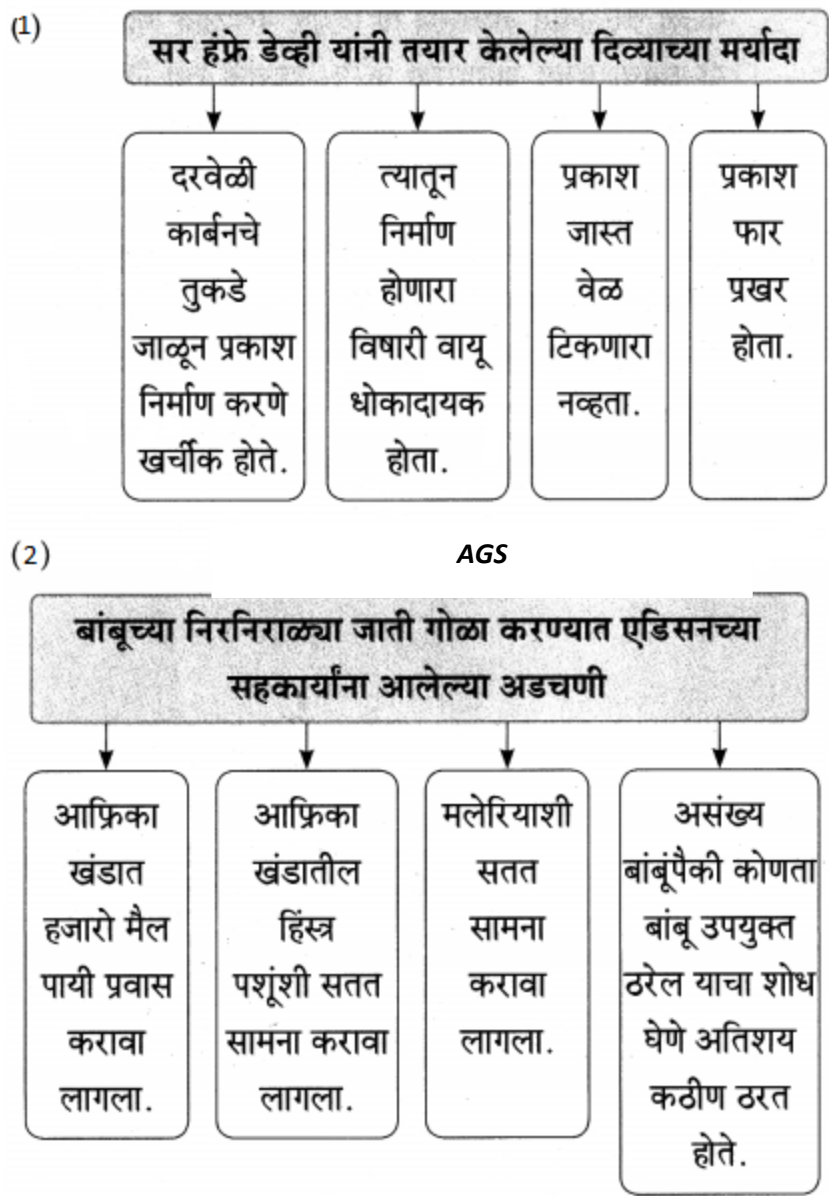 (1)
सर हंफ्रे डेव्ही यांनी तयार केलेल्या दिव्याच्या मर्यादा
दरवेळी
कार्बनचे
तुकडे
जाळून प्रकाश
निर्माण करणे
खर्चीक होते.
त्यातून
निर्माण
होणारा
विषारी वायू
धोकादायक
होता.
प्रकाश
जास्त
वेळ
टिकणारा
नव्हता.
प्रकाश
फार
प्रखर
होता.
(2)
AGS
बांबूच्या निरनिराळ्या जाती गोळा करण्यात एडिसनच्या
सहकार्यांना आलेल्या अडचणी
आफ्रिका
खंडात
हजारो मैल
पायी प्रवास
करावा
लागला.
आफ्रिका
खंडातील
हिंस्त्र
पशूंशी सतत
सामना करावा
लागला.
मलेरियाशी
सतत
सामना
करावा
लागला.
असंख्य
बांबूंपैकी कोणता
बांबू उपयुक्त
ठरेल याचा शोध
घेणे अतिशय
कठीण ठरत
होते.